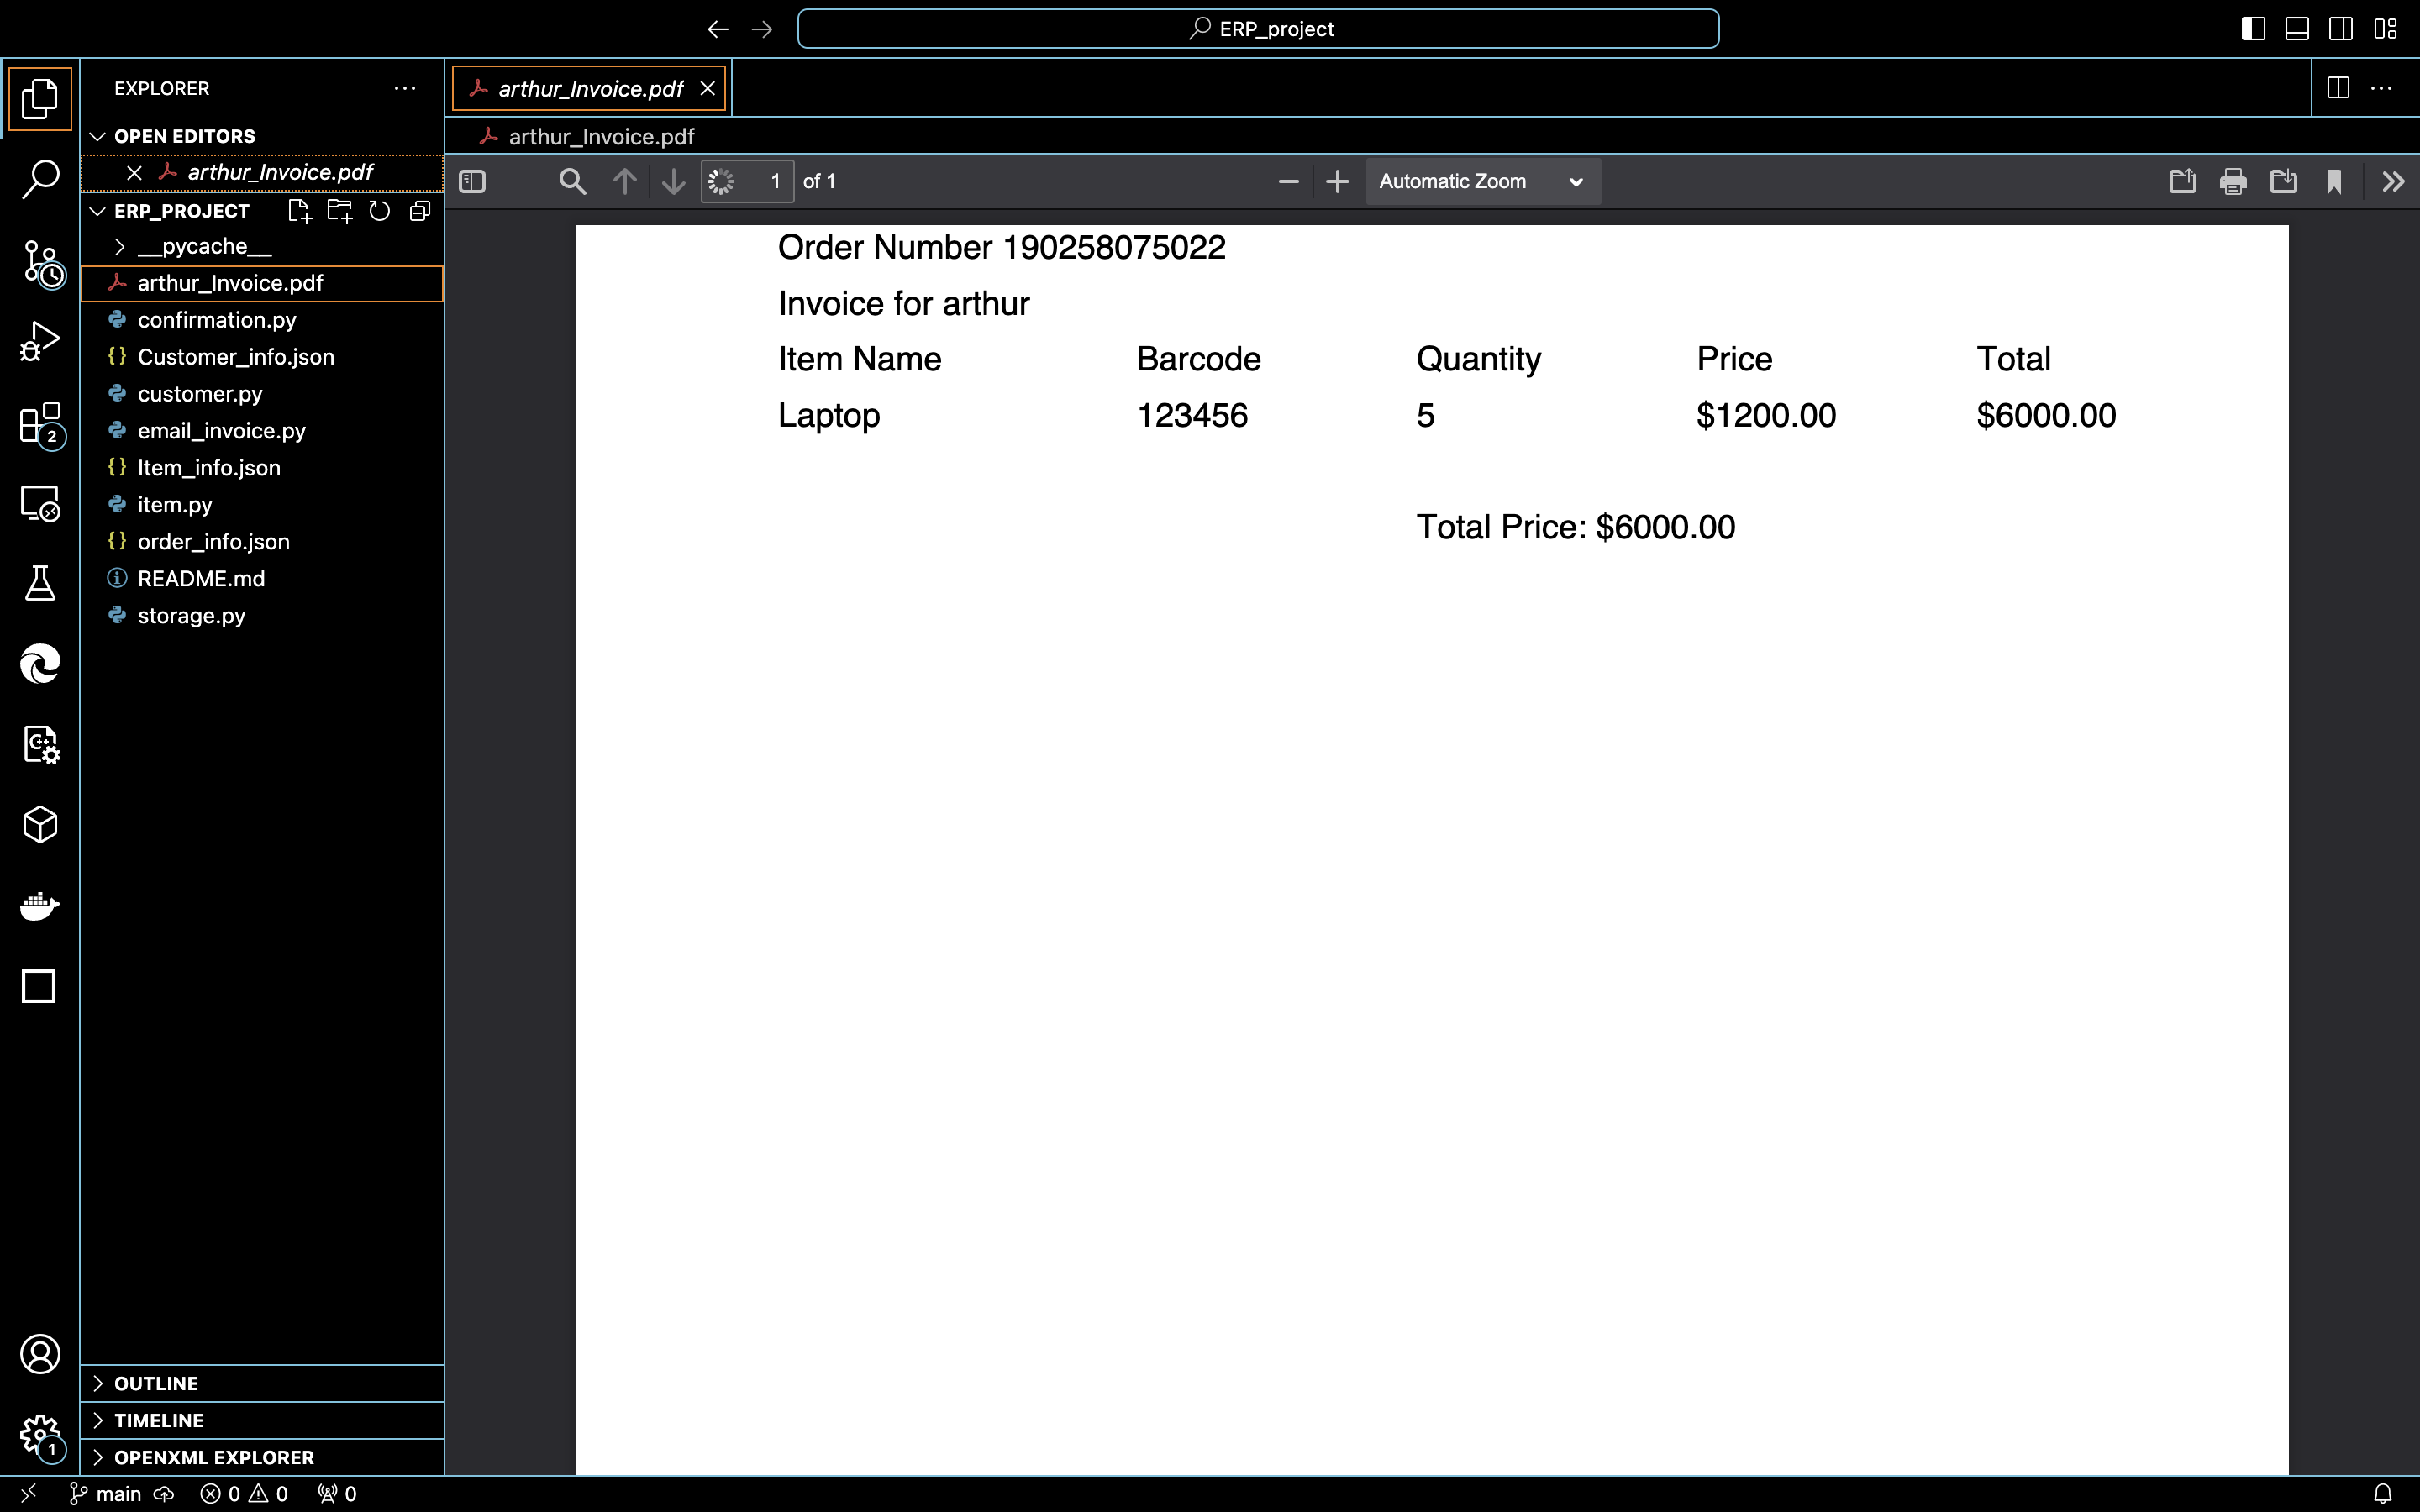 ERP_project
EXPLORER
arthur_Invoice.pdf
OPEN EDITORS
arthur_Invoice.pdf
ERP_PROJECT
__pycache__
arthur_Invoice.pdf
confirmation.py
Customer_info.json
customer.py
email_invoice.py
Item_info.json
item.py
order_info.json
README.md
storage.py
OUTLINE
TIMELINE
OPENXML EXPLORER
2
1
arthur_Invoice.pdf
1 of 1
Automatic Zoom
Order Number 190258075022
Invoice for arthur
Item Name Barcode Quantity Price Total
Laptop 123456 5 $1200.00 $6000.00
Total Price: $6000.00
main 0 0 0